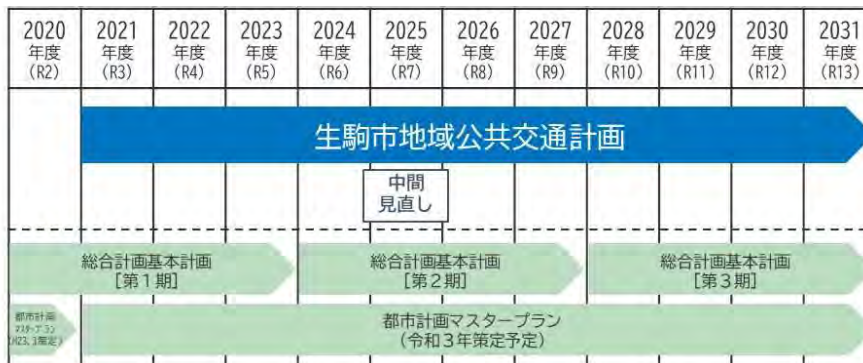 2020 2021 2022 2023 2024 2025 2026 2027 2028 2029 2030 2031
年度 年度 年度 年度 年度 年度 年度 年度 年度 年度 年度 年度
(R2) (R3) (R4) (R5) (R6) (R7) (R8) (R9) (R10) (R11) (R12) (R13)
生駒市地域公共交通計画
中間
見直し
総合計画基本計画 総合計画基本計画 総合計画基本計画
[第1期] [第2期] [第3期]
都市計画
マスタープラン
(H23.3策定)
都市計画マスタープラン
(令和3年策定予定)